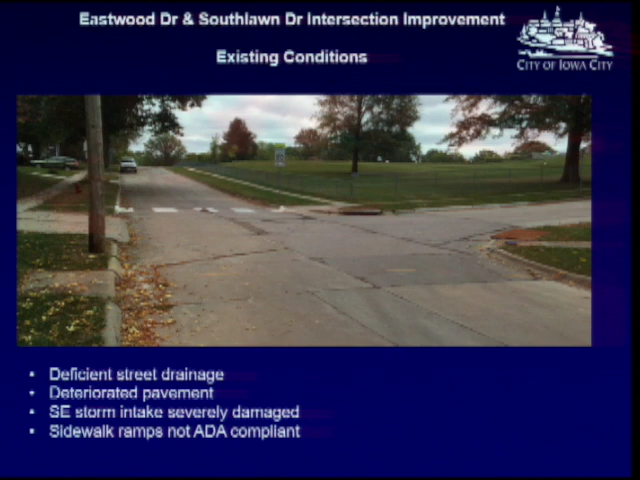 Eastwood Dr & Southlawn Dr Intersection Improvement
Existing Conditions
CITY OF IOWA CITY
• Deficient street drainage
• Deteriorated pavement
• SE storm intake severely damaged
• Sidewalk ramps not ADA compliant